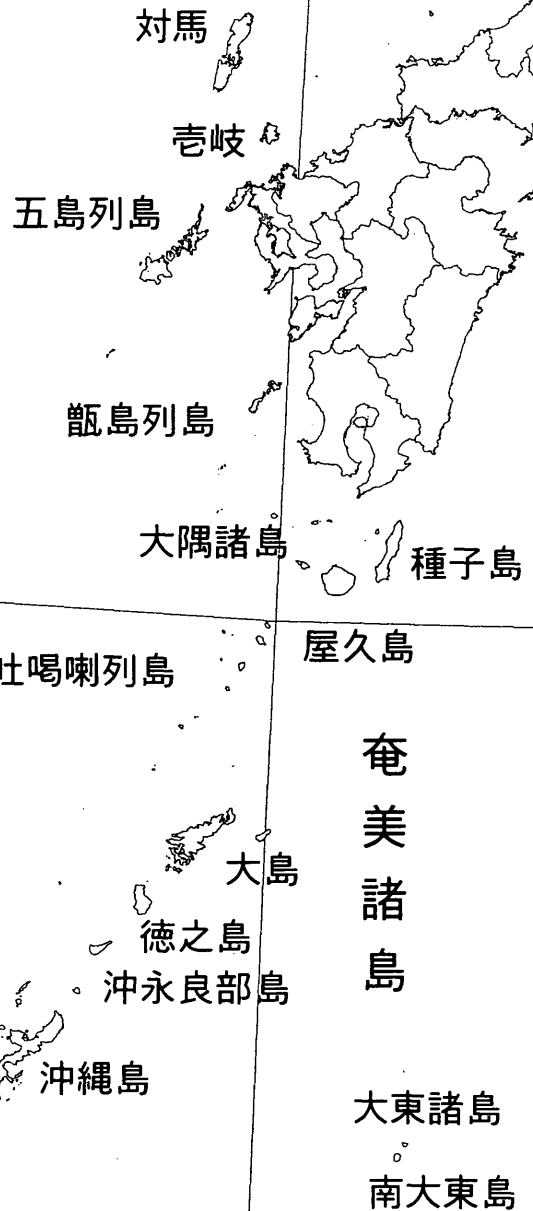 対馬
壱岐
五島列島
甑島列島
大隅諸島
種子島
屋久島
吐喝喇列島
奄美諸島
大島
徳之島
沖永良部島
沖縄島
大東諸島
南大東島